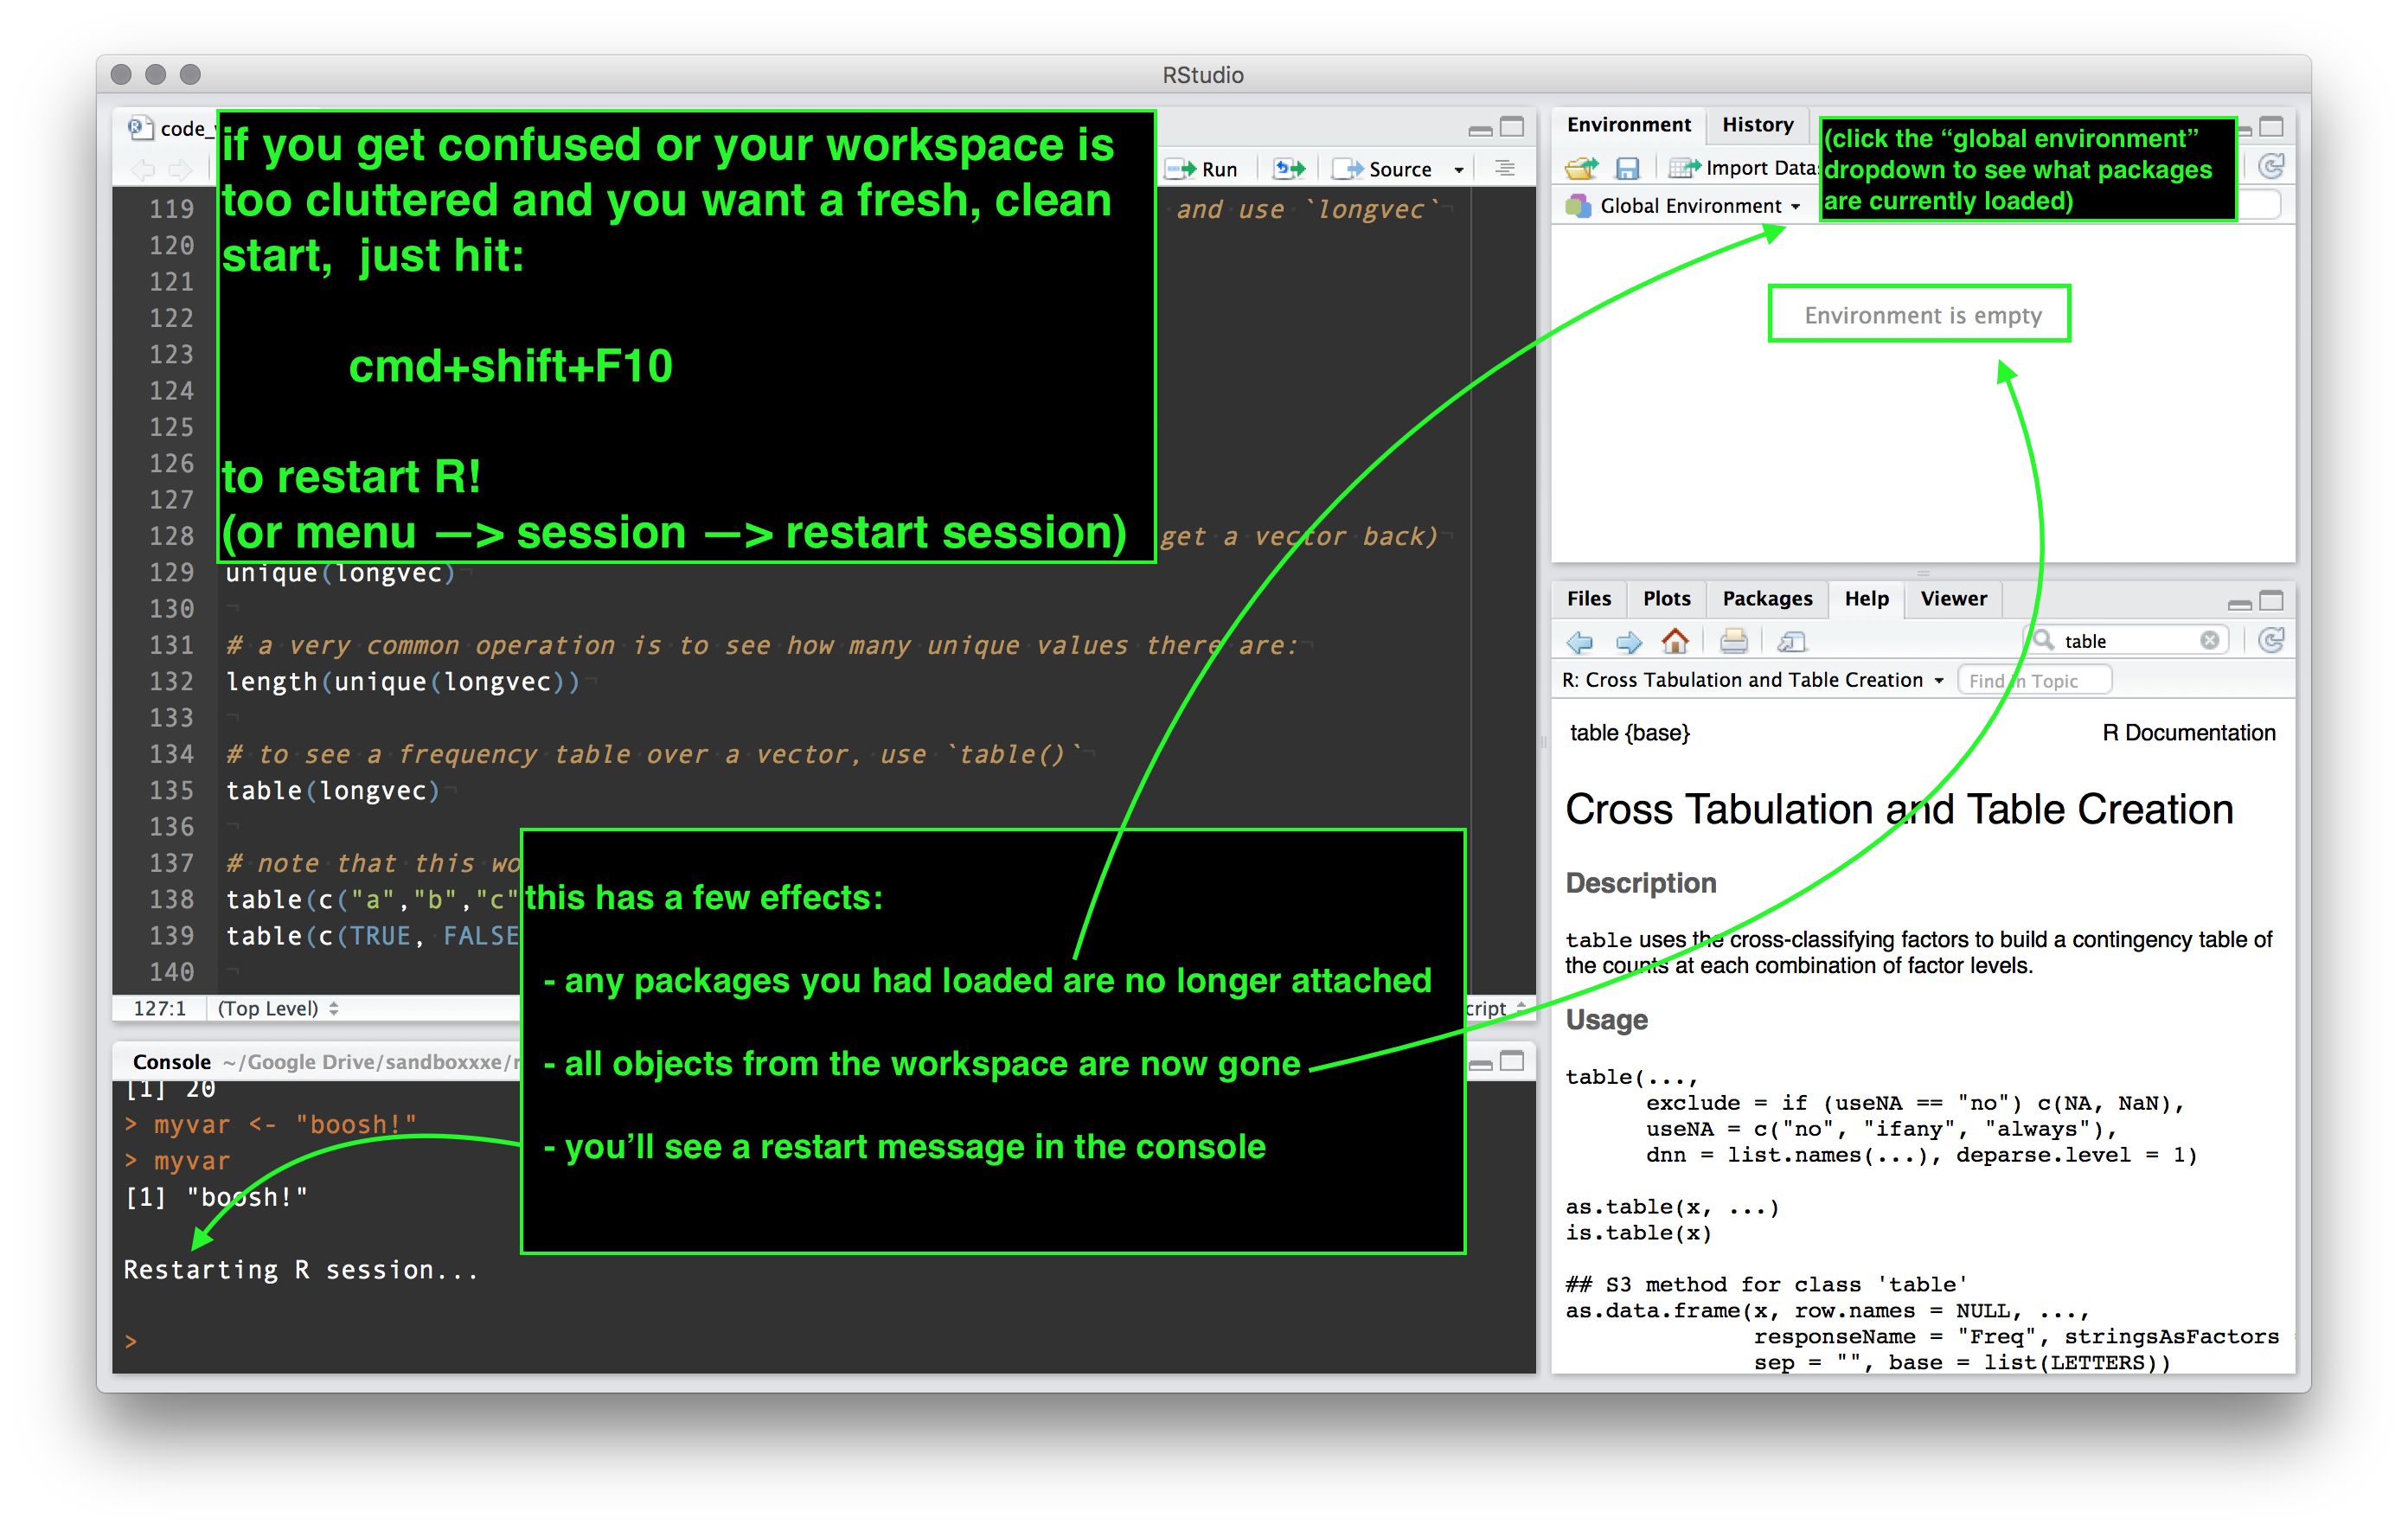 RStudio
code_
if you get confused or your workspace is
too cluttered and you want a fresh, clean
start, just hit:
cmd+shift+F10
to restart R!
(or menu —> session —> restart session)
Run
Source
119
and use `longvec`
120
121
122
123
124
125
126
127
128
get a vector back)
129 unique(longvec)
130
131 # a very common operation is to see how many unique values there are:
132 length(unique(longvec))
133
134 # to see a frequency table over a vector, use `table()`
135 table(longvec)
136
137 # note that this
138 table(c("a","b","c"
139 table(c(TRUE, FALSE
140
127:1 (Top Level)
this has a few effects:
- any packages you had loaded are no longer attached
- all objects from the workspace are now gone
- you’ll see a restart message in the console
Console ~/Google Drive/sandboxxxe/
[1] 20
> myvar <- "boosh!"
> myvar
[1] "boosh!"
Restarting R session...
>
Environment History
Import
(click the “global environment”
dropdown to see what packages
are currently loaded)
Global Environment
Environment is empty
Files Plots Packages Help Viewer
table
R: Cross Tabulation and Table Creation Find in Topic
table {base} R Documentation
Cross Tabulation and Table Creation
Description
table uses the cross-classifying factors to build a contingency table of
the counts at each combination of factor levels.
Usage
table(...,
exclude = if (useNA == "no") c(NA, NaN),
useNA = c("no", "ifany", "always"),
dnn = list.names(...), deparse.level = 1)
as.table(x, ...)
is.table(x)
## S3 method for class 'table'
as.data.frame(x, row.names = NULL, ...,
responseName = "Freq", stringsAsFactors
sep = "", base = list(LETTERS))